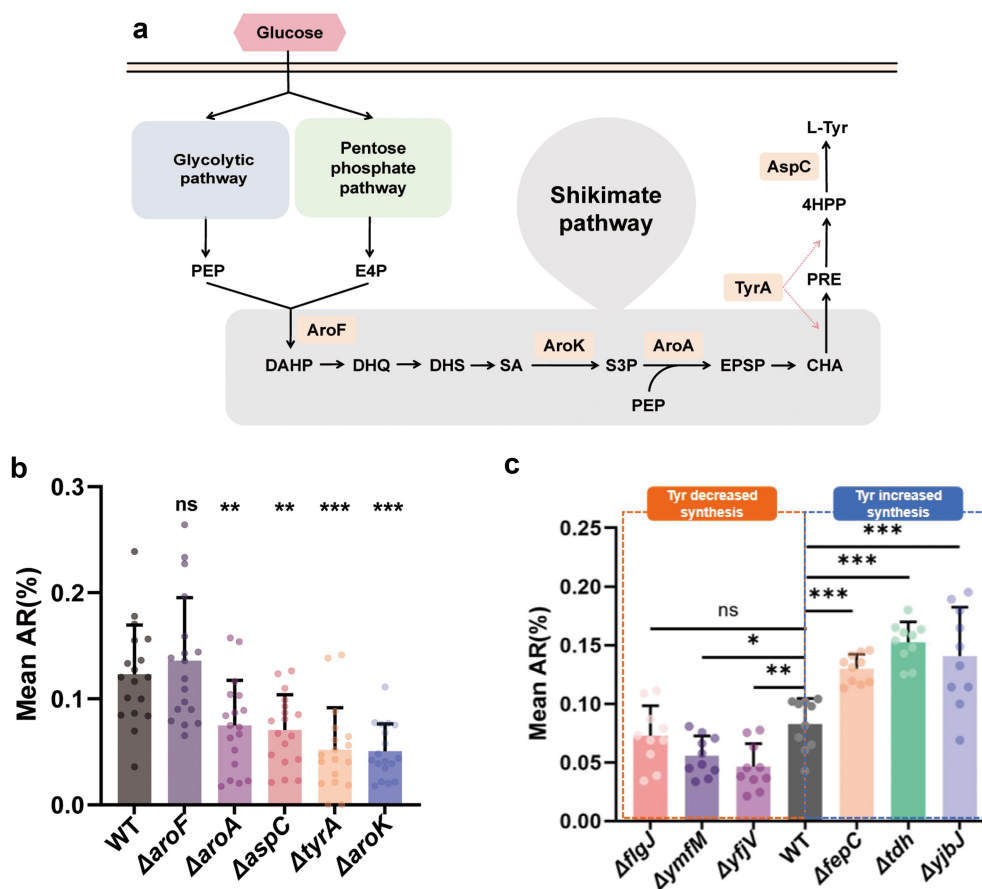 a
Glucose
Glycolytic
pathway
Pentose
phosphate
pathway
Shikimate
pathway
L-Tyr
AspC
4HPP
TyrA
PRE
PEP
E4P
AroF
AroK
AroA
DAHP
DHQ
DHS
SA
S3P
EPSP
CHA
PEP
b
Mean AR(%)
0.3
0.2
0.1
0.0
ns
**
**
***
***
WT
ΔaroF
ΔaroA
ΔaspC
ΔtyrA
ΔaroK
c
Tyr decreased
synthesis
Tyr increased
synthesis
Mean AR(%)
0.25
0.20
0.15
0.10
0.05
0.00
***
***
***
ns
*
**
ΔflgJ
ΔymfM
ΔyfjV
WT
ΔfepC
Δtdh
ΔyjbJ